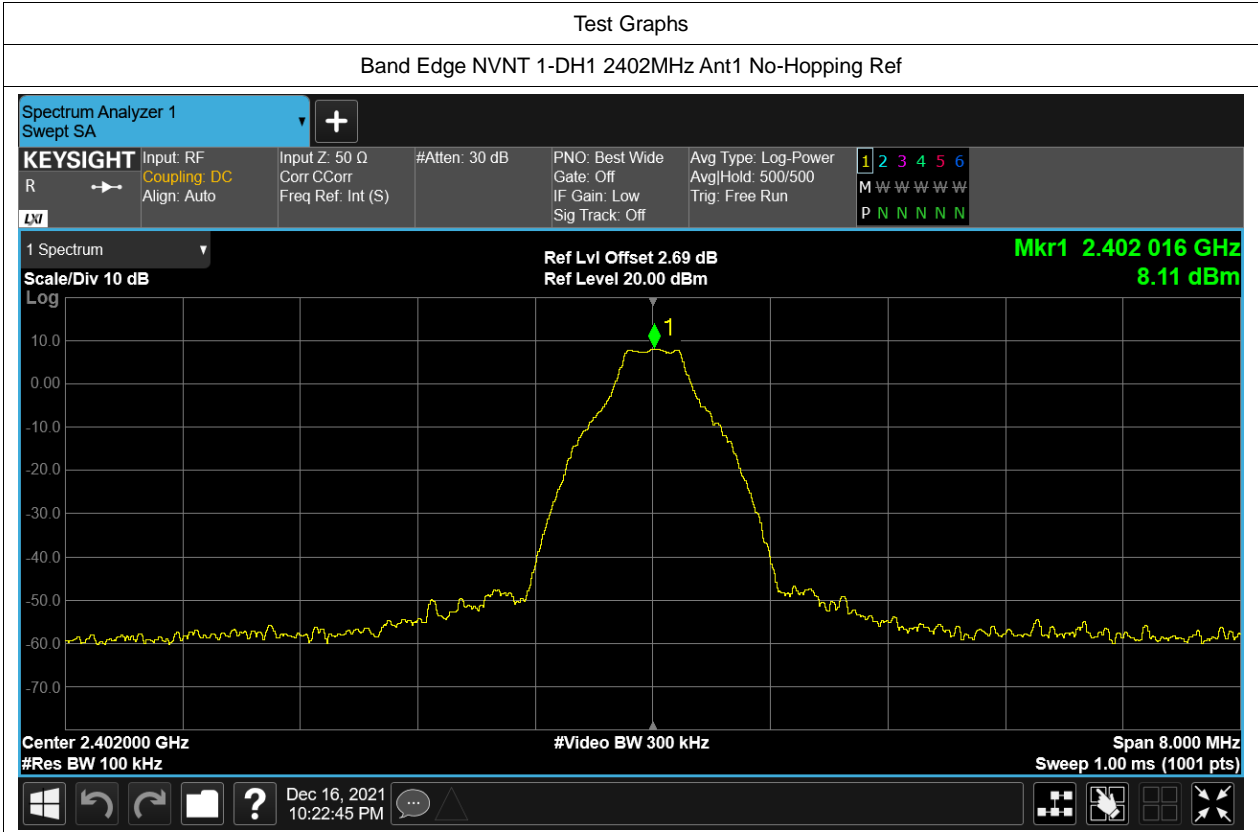 Test Graphs
Band Edge NVNT 1-DH1 2402MHz Ant1 No-Hopping Ref
Spectrum Analyzer 1
Swept SA
KEYSIGHT
R
LXI
Input: RF
Coupling: DC
Align: Auto
Input Z: 50 Ω
Corr CCorr
Freq Ref: Int (S)
#Atten: 30 dB
PNO: Best Wide
Gate: Off
IF Gain: Low
Sig Track: Off
Avg Type: Log-Power
Avg|Hold: 500/500
Trig: Free Run
1 2 3 4 5 6
M W W W W W
P N N N N N
1 Spectrum
Scale/Div 10 dB
Log
Ref Lvl Offset 2.69 dB
Ref Level 20.00 dBm
Mkr1 2.402 016 GHz
8.11 dBm
1
10.0
0.00
-10.0
-20.0
-30.0
-40.0
-50.0
-60.0
-70.0
Center 2.402000 GHz
#Video BW 300 kHz
Span 8.000 MHz
#Res BW 100 kHz
Sweep 1.00 ms (1001 pts)
?
Dec 16, 2021
10:22:45 PM